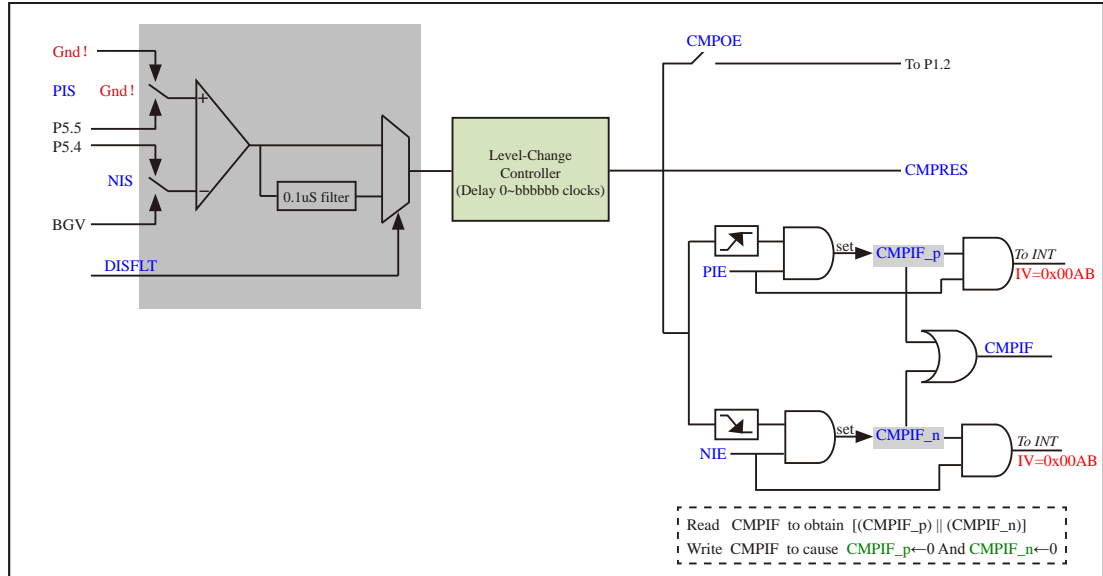 Gnd !
PIS
Gnd !
P5.5
P5.4
NIS
BGV
DISFLT
+
−
0.1uS filter
Level-Change
Controller
(Delay 0~bbbbbb clocks)
CMPOE
To P1.2
CMPRES
PIE
set
CMPIF_p
To INT
IV=0x00AB
CMPIF
NIE
set
CMPIF_n
To INT
IV=0x00AB
Read CMPIF to obtain [(CMPIF_p) || (CMPIF_n)]
Write CMPIF to cause CMPIF_p←0 And CMPIF_n←0